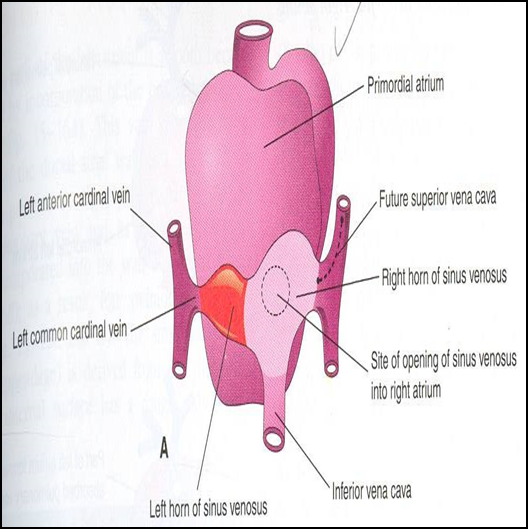 Primordial atrium
Left anterior cardinal vein
Future superior vena cava
Right horn of sinus venosus
Left common cardinal vein
Site of opening of sinus venosus
into right atrium
A
Inferior vena cava
Left horn of sinus venosus